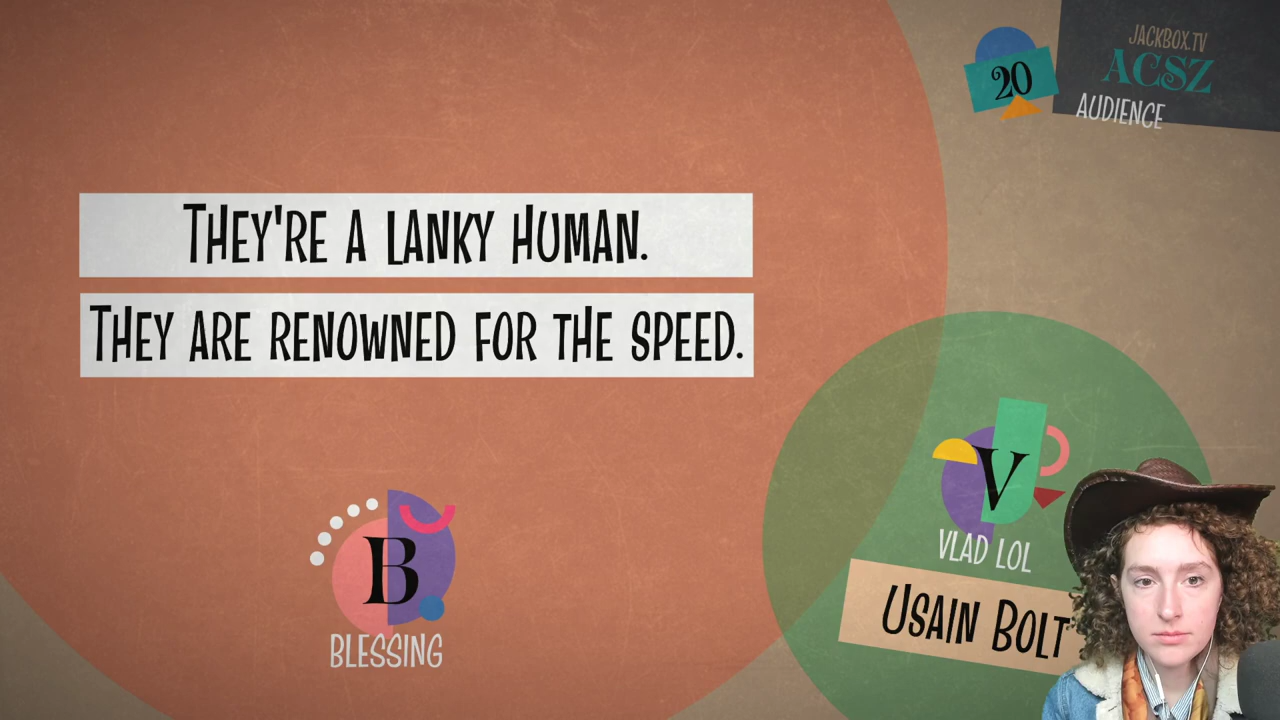 JACKBOX.TV
ACSZ
20
AUDIENCE
THEY'RE A LANKY HUMAN.
THEY ARE RENOWNED FOR THE SPEED.
V
VLAD LOL
USAIN BOLT
B
BLESSING